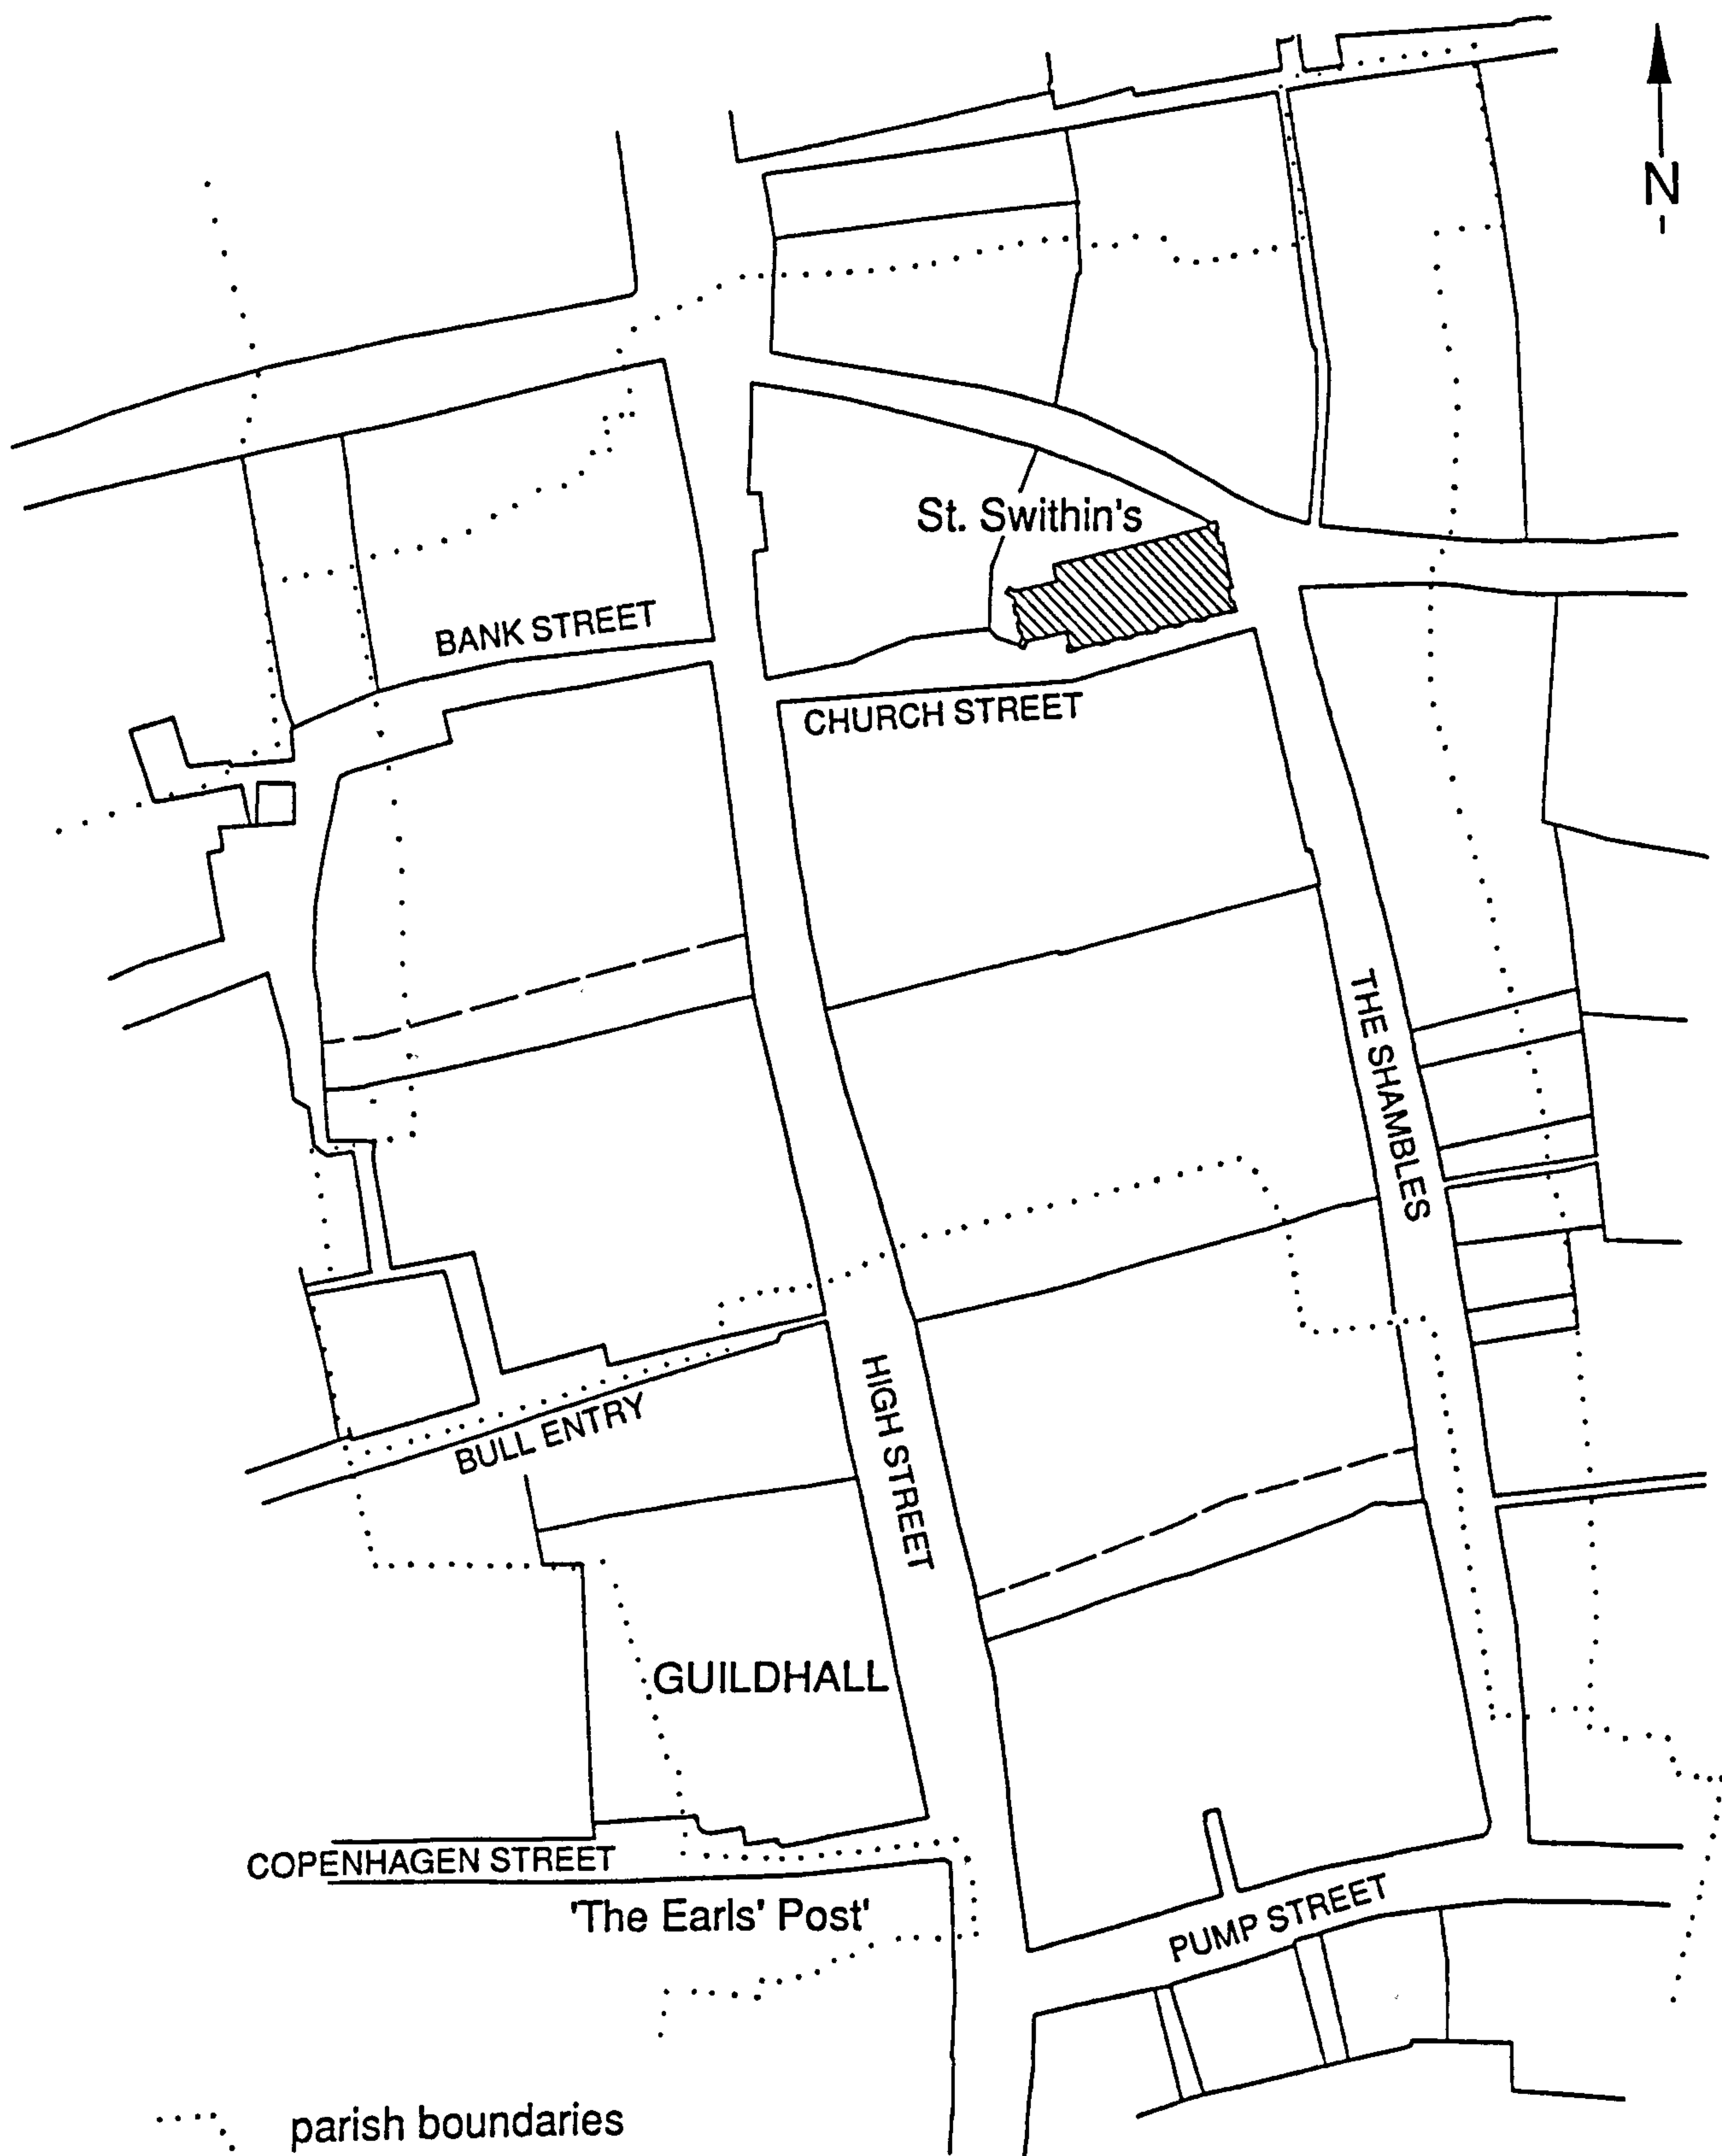 N
St. Swithin's
BANK STREET
CHURCH STREET
THE SHAMBLES
HIGH STREET
BULL ENTRY
GUILDHALL
COPENHAGEN STREET
'The Earls' Post'
PUMP STREET
parish boundaries